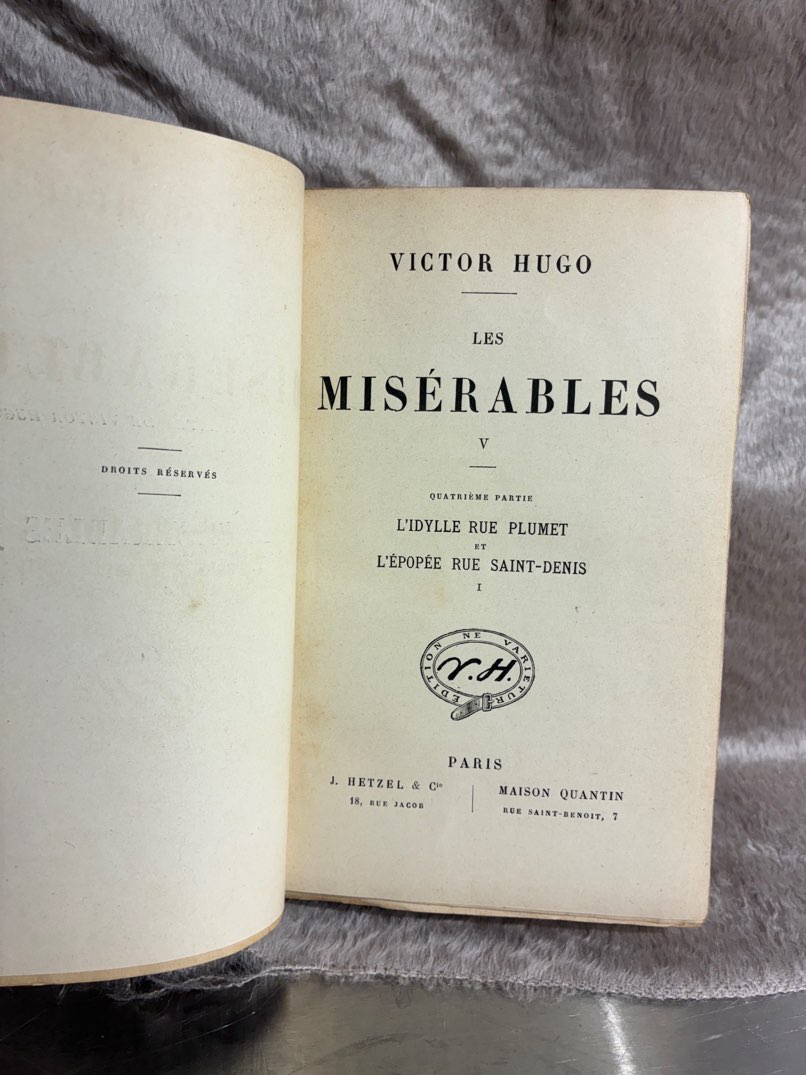 DROITS RÉSERVÉS
VICTOR HUGO
LES
MISÉRABLES
V
QUATRIÈME PARTIE
L'IDYLLE RUE PLUMET
ET
L'ÉPOPÉE RUE SAINT-DENIS
I
EDITION NE VARIETUR
V.H.
PARIS
J. HETZEL & Cie
18, RUE JACOB
MAISON QUANTIN
RUE SAINT-BENOIT, 7